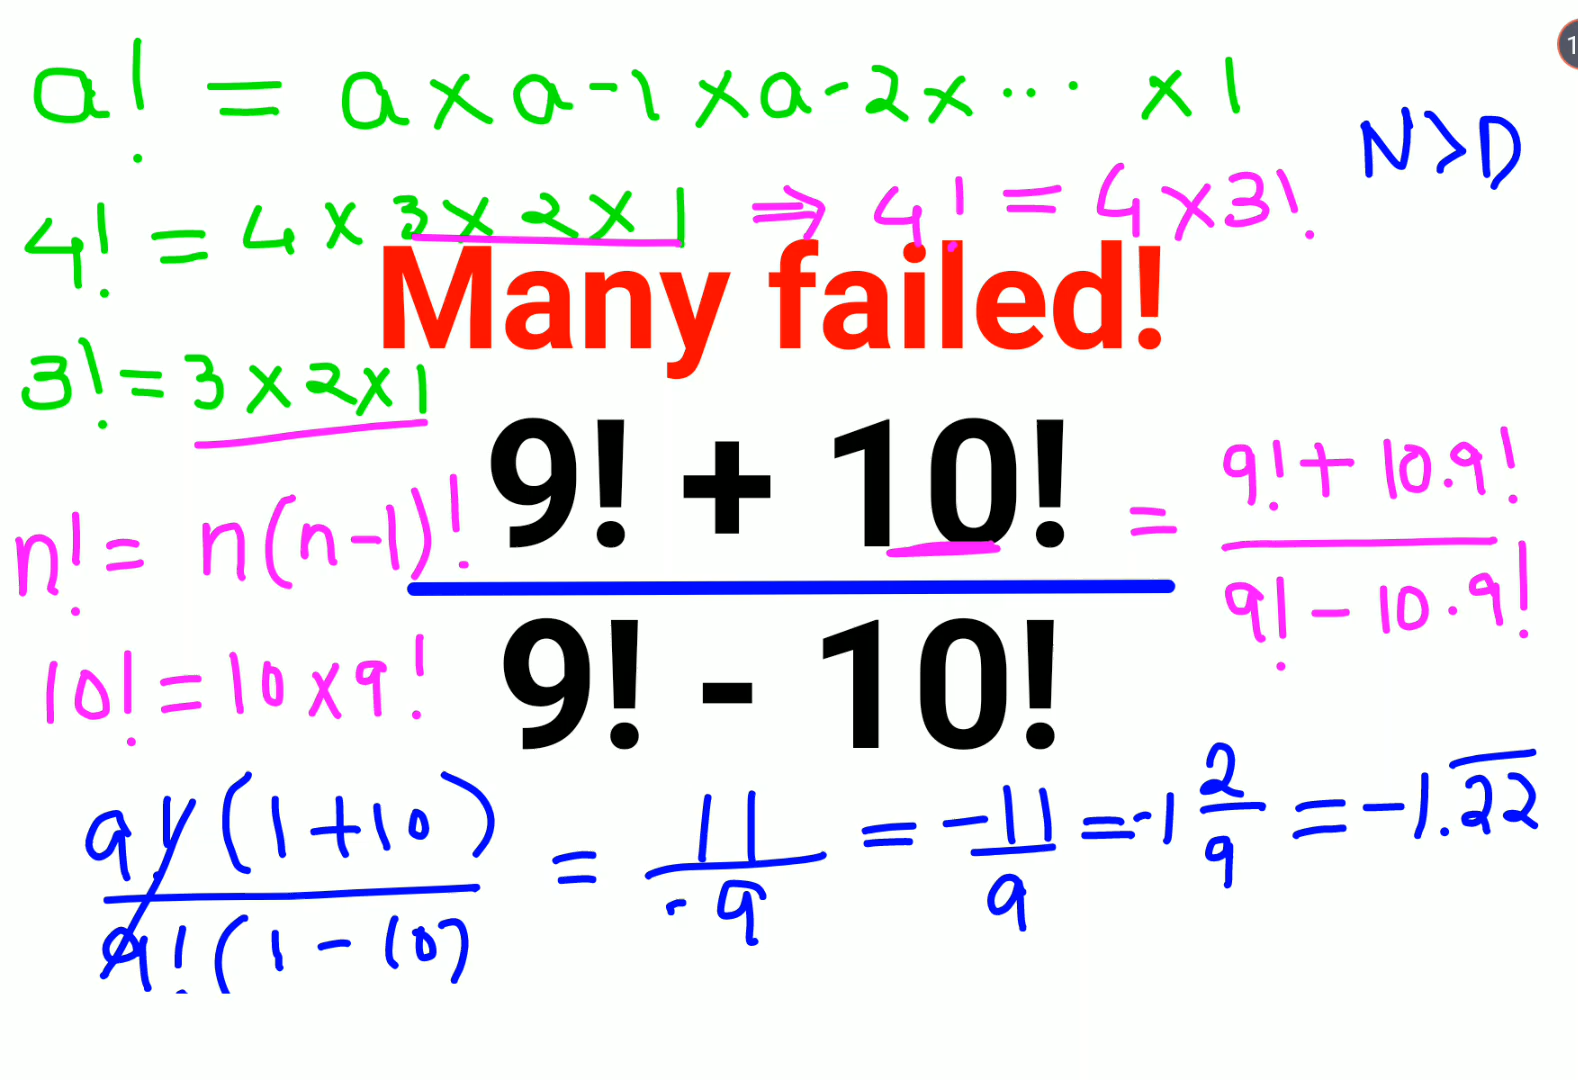 a! = a x a-1 x a-2 x ... x 1
N>D
4! = 4 x 3 x 2 x 1 ⇒ 4! = 4 x 3!
Many failed!
3! = 3 x 2 x 1
9! + 10!
9! - 10!
= 9! + 10.9!
9! - 10.9!
n! = n(n-1)!
10! = 10 x 9!
9! (1+10) = 11 = -11 = -1 2 = -1.22
9! (1-10) -9 9 9
1